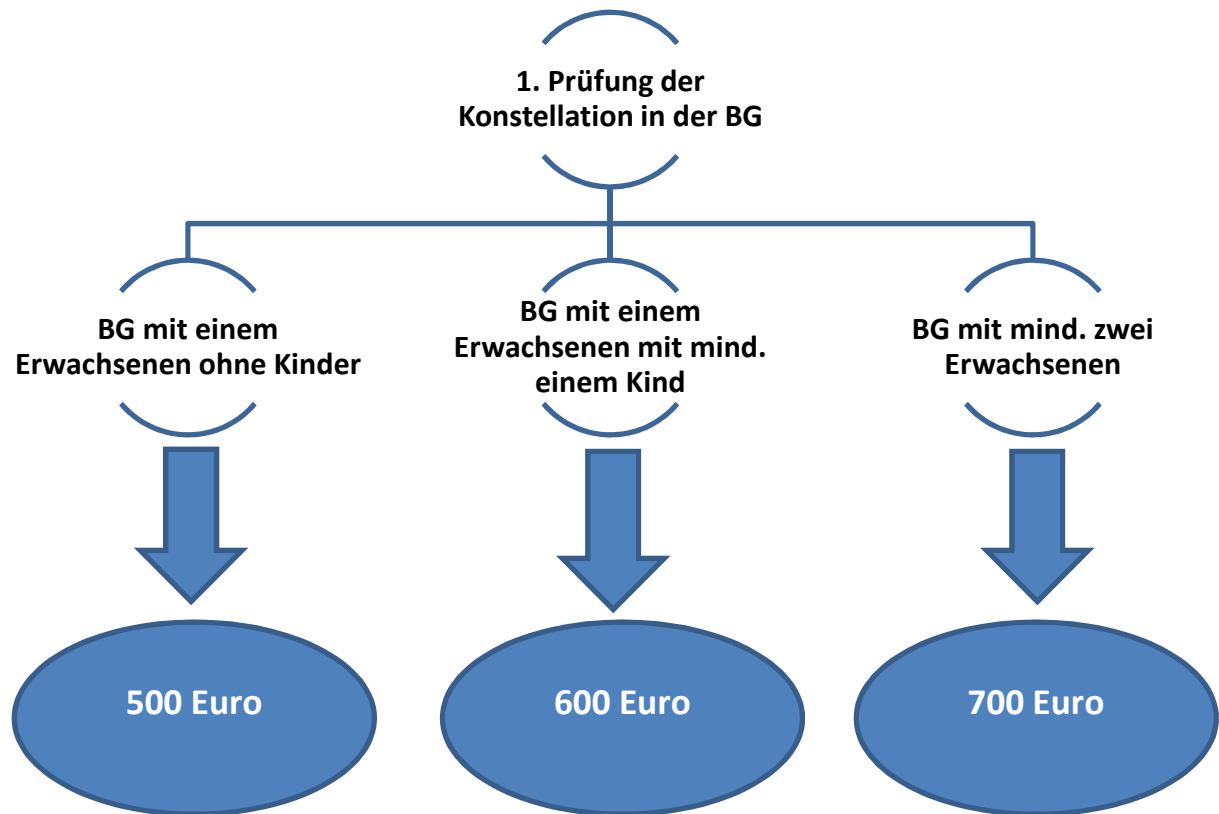 1. Prüfung der
Konstellation in der BG
BG mit einem
Erwachsenen ohne Kinder
BG mit einem
Erwachsenen mit mind.
einem Kind
BG mit mind. zwei
Erwachsenen
500 Euro
600 Euro
700 Euro